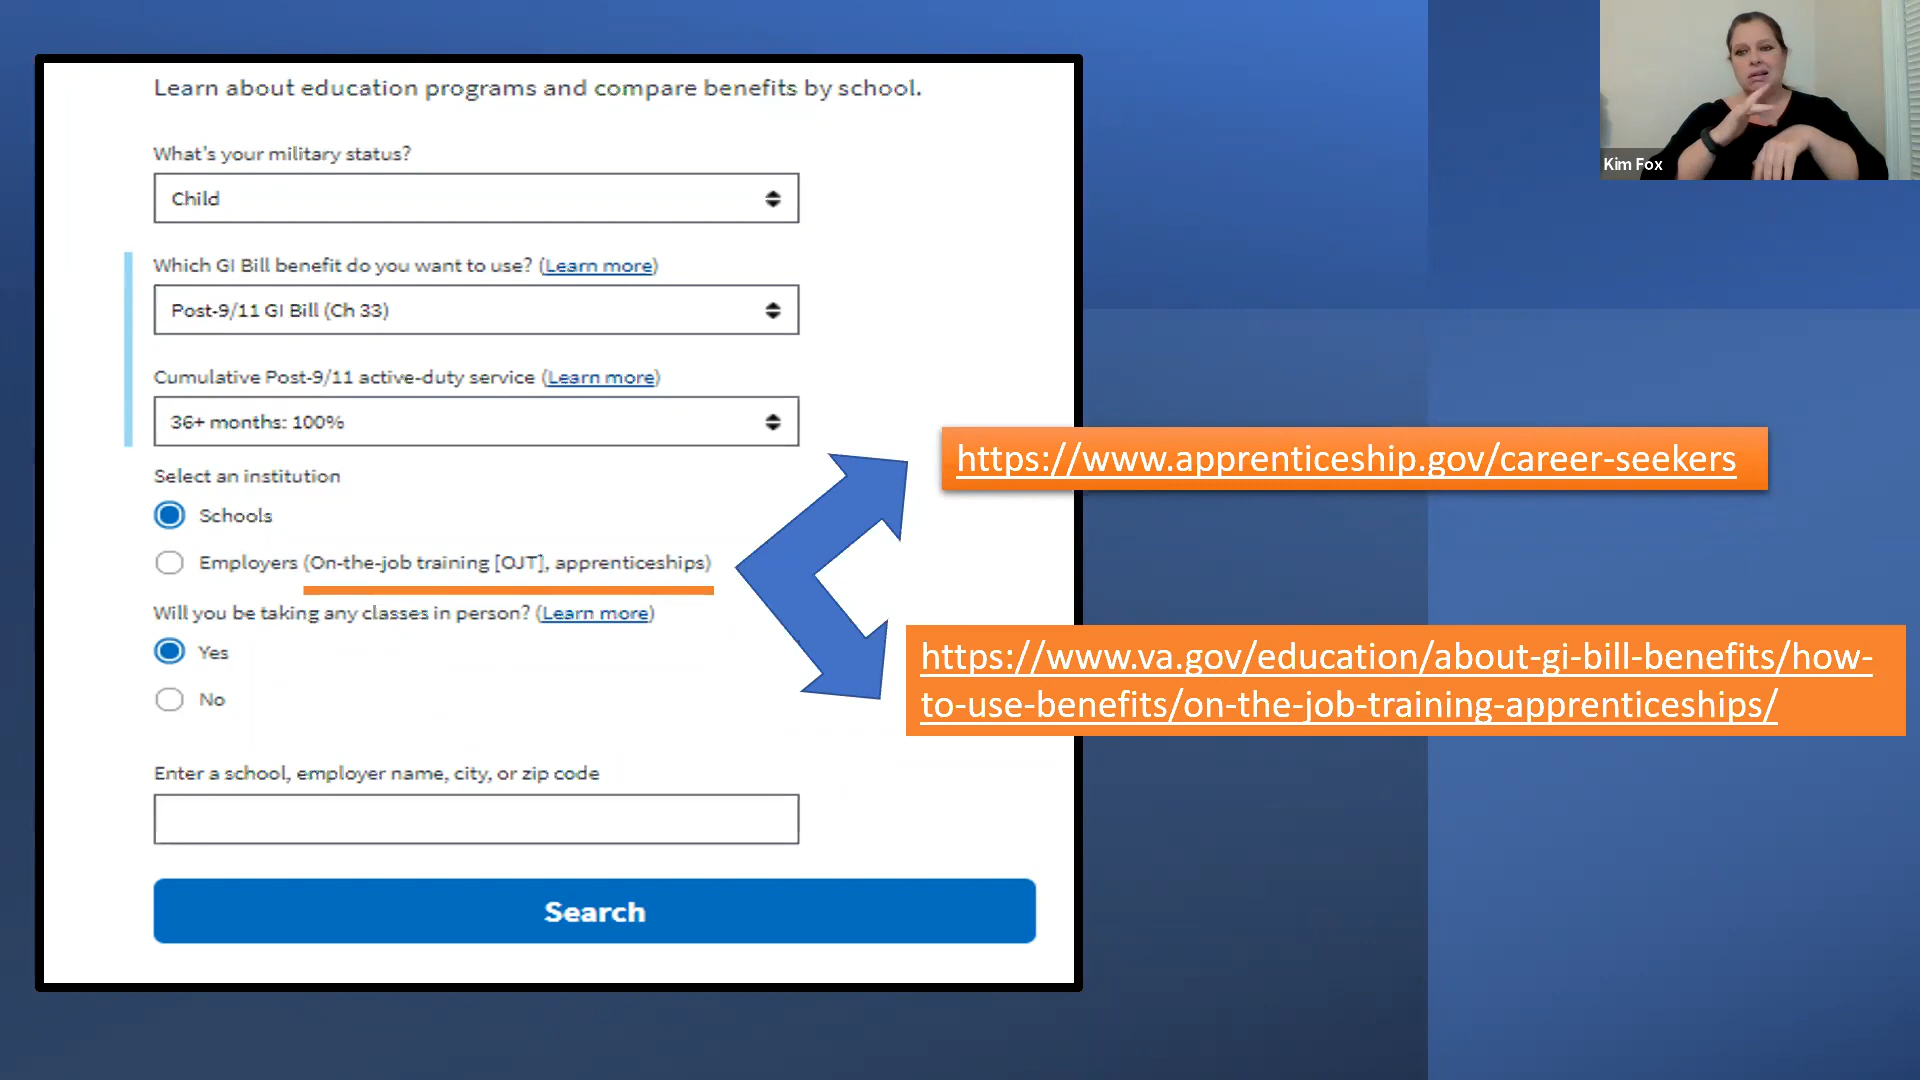 Learn about education programs and compare benefits by school.
What's your military status?
Child
Which GI Bill benefit do you want to use? (Learn more)
Post-9/11 GI Bill (Ch 33)
Cumulative Post-9/11 active-duty service (Learn more)
36+ months: 100%
Select an institution
Schools
Employers (On-the-job training [OJT], apprenticeships)
Will you be taking any classes in person? (Learn more)
Yes
No
Enter a school, employer name, city, or zip code
Search
https://www.apprenticeship.gov/career-seekers
https://www.va.gov/education/about-gi-bill-benefits/how-
to-use-benefits/on-the-job-training-apprenticeships/
Kim Fox